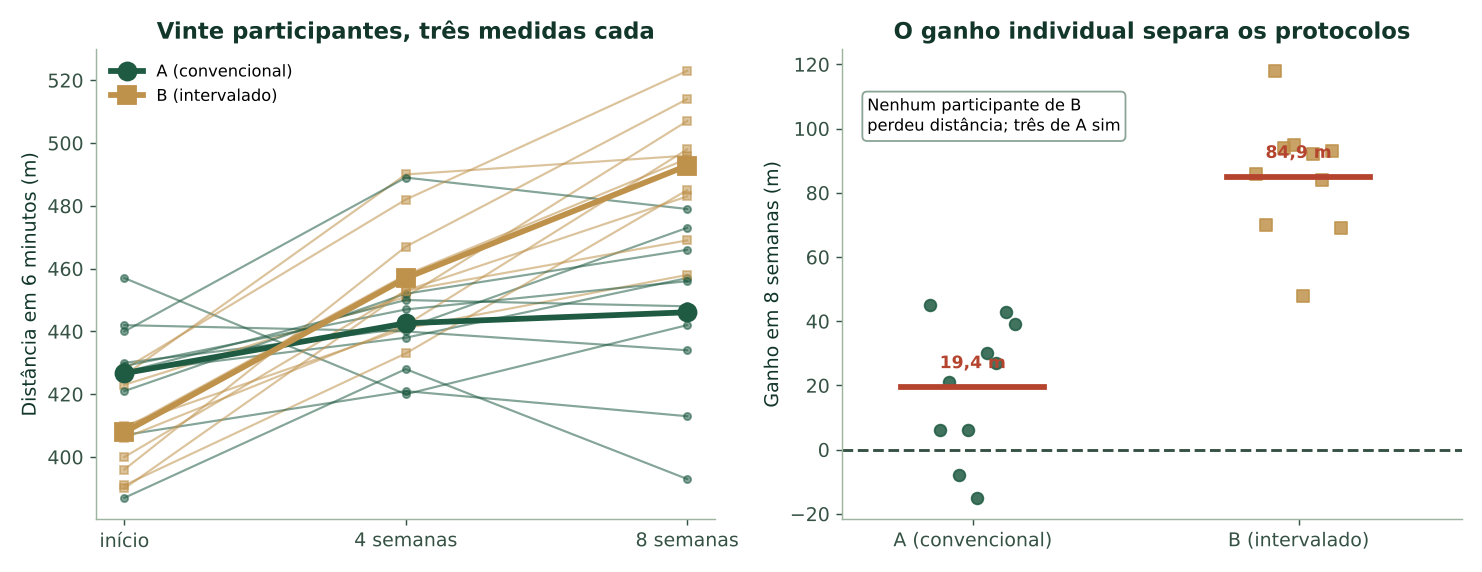 Vinte participantes, três medidas cada
A (convencional)
B (intervalado)
Distância em 6 minutos (m)
520
500
480
460
440
420
400
início
4 semanas
8 semanas
O ganho individual separa os protocolos
Nenhum participante de B
perdeu distância; três de A sim
Ganho em 8 semanas (m)
120
100
80
60
40
20
0
−20
19,4 m
84,9 m
A (convencional)
B (intervalado)